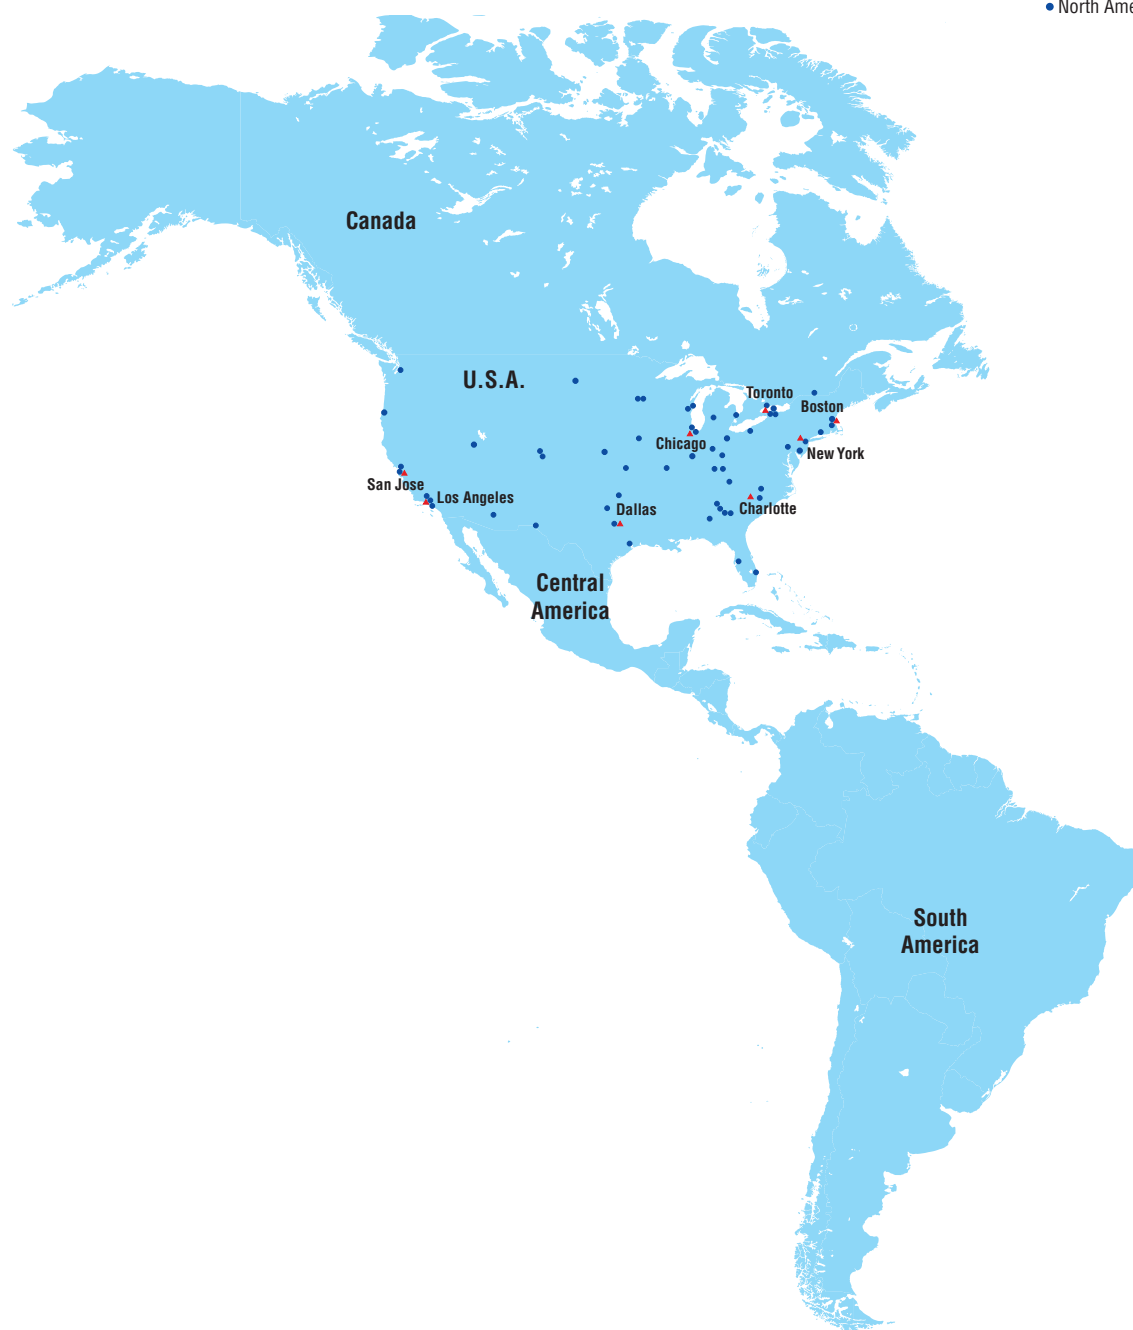 North Ame
Canada
U.S.A.
Toronto
Boston
Chicago
New York
San Jose
Los Angeles
Dallas
Charlotte
Central
America
South
America